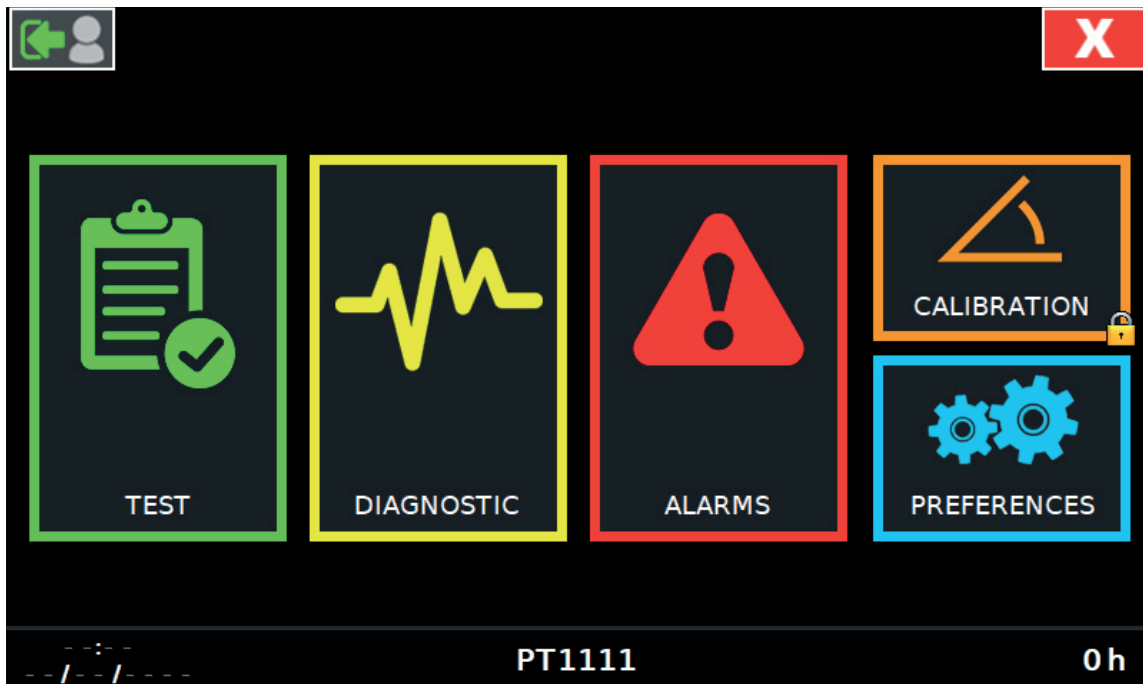 X
CALIBRATION
TEST
DIAGNOSTIC
ALARMS
PREFERENCES
--:--
--/--/----
PT1111
0h